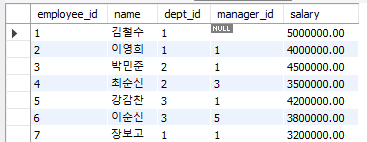 employee_id name dept_id manager_id salary
1 김철수 1 NULL 5000000.00
2 이영희 1 1 4000000.00
3 박민준 2 1 4500000.00
4 최순신 2 3 3500000.00
5 강감찬 3 1 4200000.00
6 이순신 3 5 3800000.00
7 장보고 1 1 3200000.00